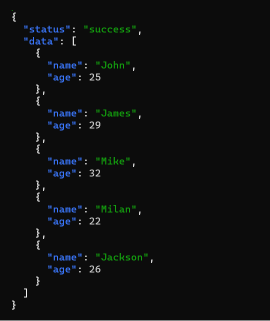 {
  "status": "success",
  "data": [
    {
      "name": "John",
      "age": 25
    },
    {
      "name": "James",
      "age": 29
    },
    {
      "name": "Mike",
      "age": 32
    },
    {
      "name": "Milan",
      "age": 22
    },
    {
      "name": "Jackson",
      "age": 26
    }
  ]
}